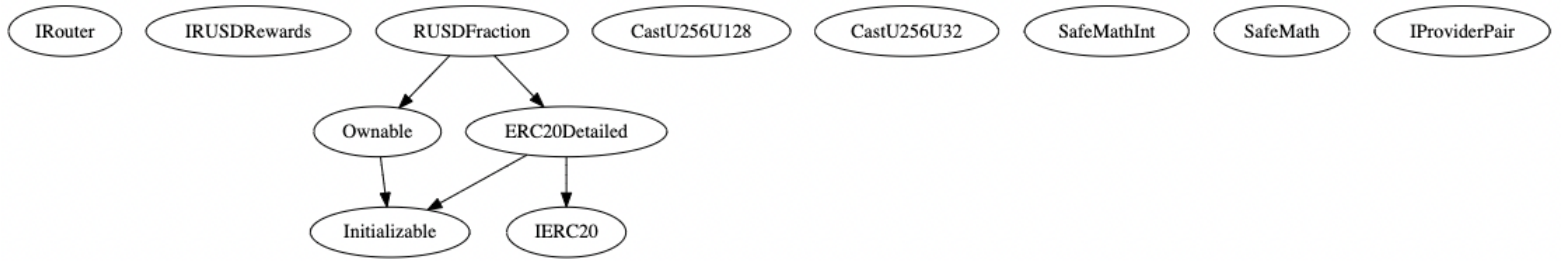 IRouter
IRUSDRewards
RUSDFraction
CastU256U128
CastU256U32
SafeMathInt
SafeMath
IProviderPair
Ownable
ERC20Detailed
Initializable
IERC20